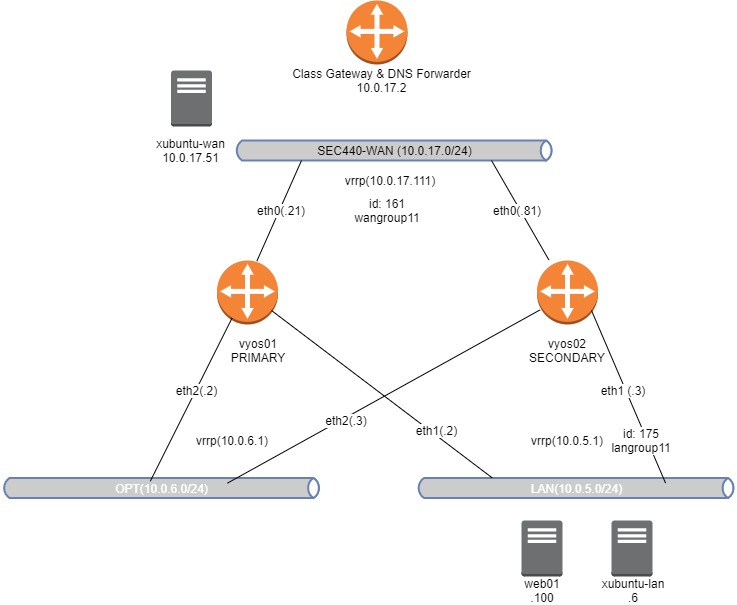 Class Gateway & DNS Forwarder
10.0.17.2
xubuntu-wan
10.0.17.51
SEC440-WAN (10.0.17.0/24)
vrrp(10.0.17.111)
id: 161
wangroup11
eth0(.21)
eth0(.81)
vyos01
PRIMARY
vyos02
SECONDARY
eth2(.2)
eth1 (.3)
eth2(.3)
eth1(.2)
vrrp(10.0.6.1)
vrrp(10.0.5.1)
id: 175
langroup11
OPT(10.0.6.0/24)
LAN(10.0.5.0/24)
web01
.100
xubuntu-lan
.6